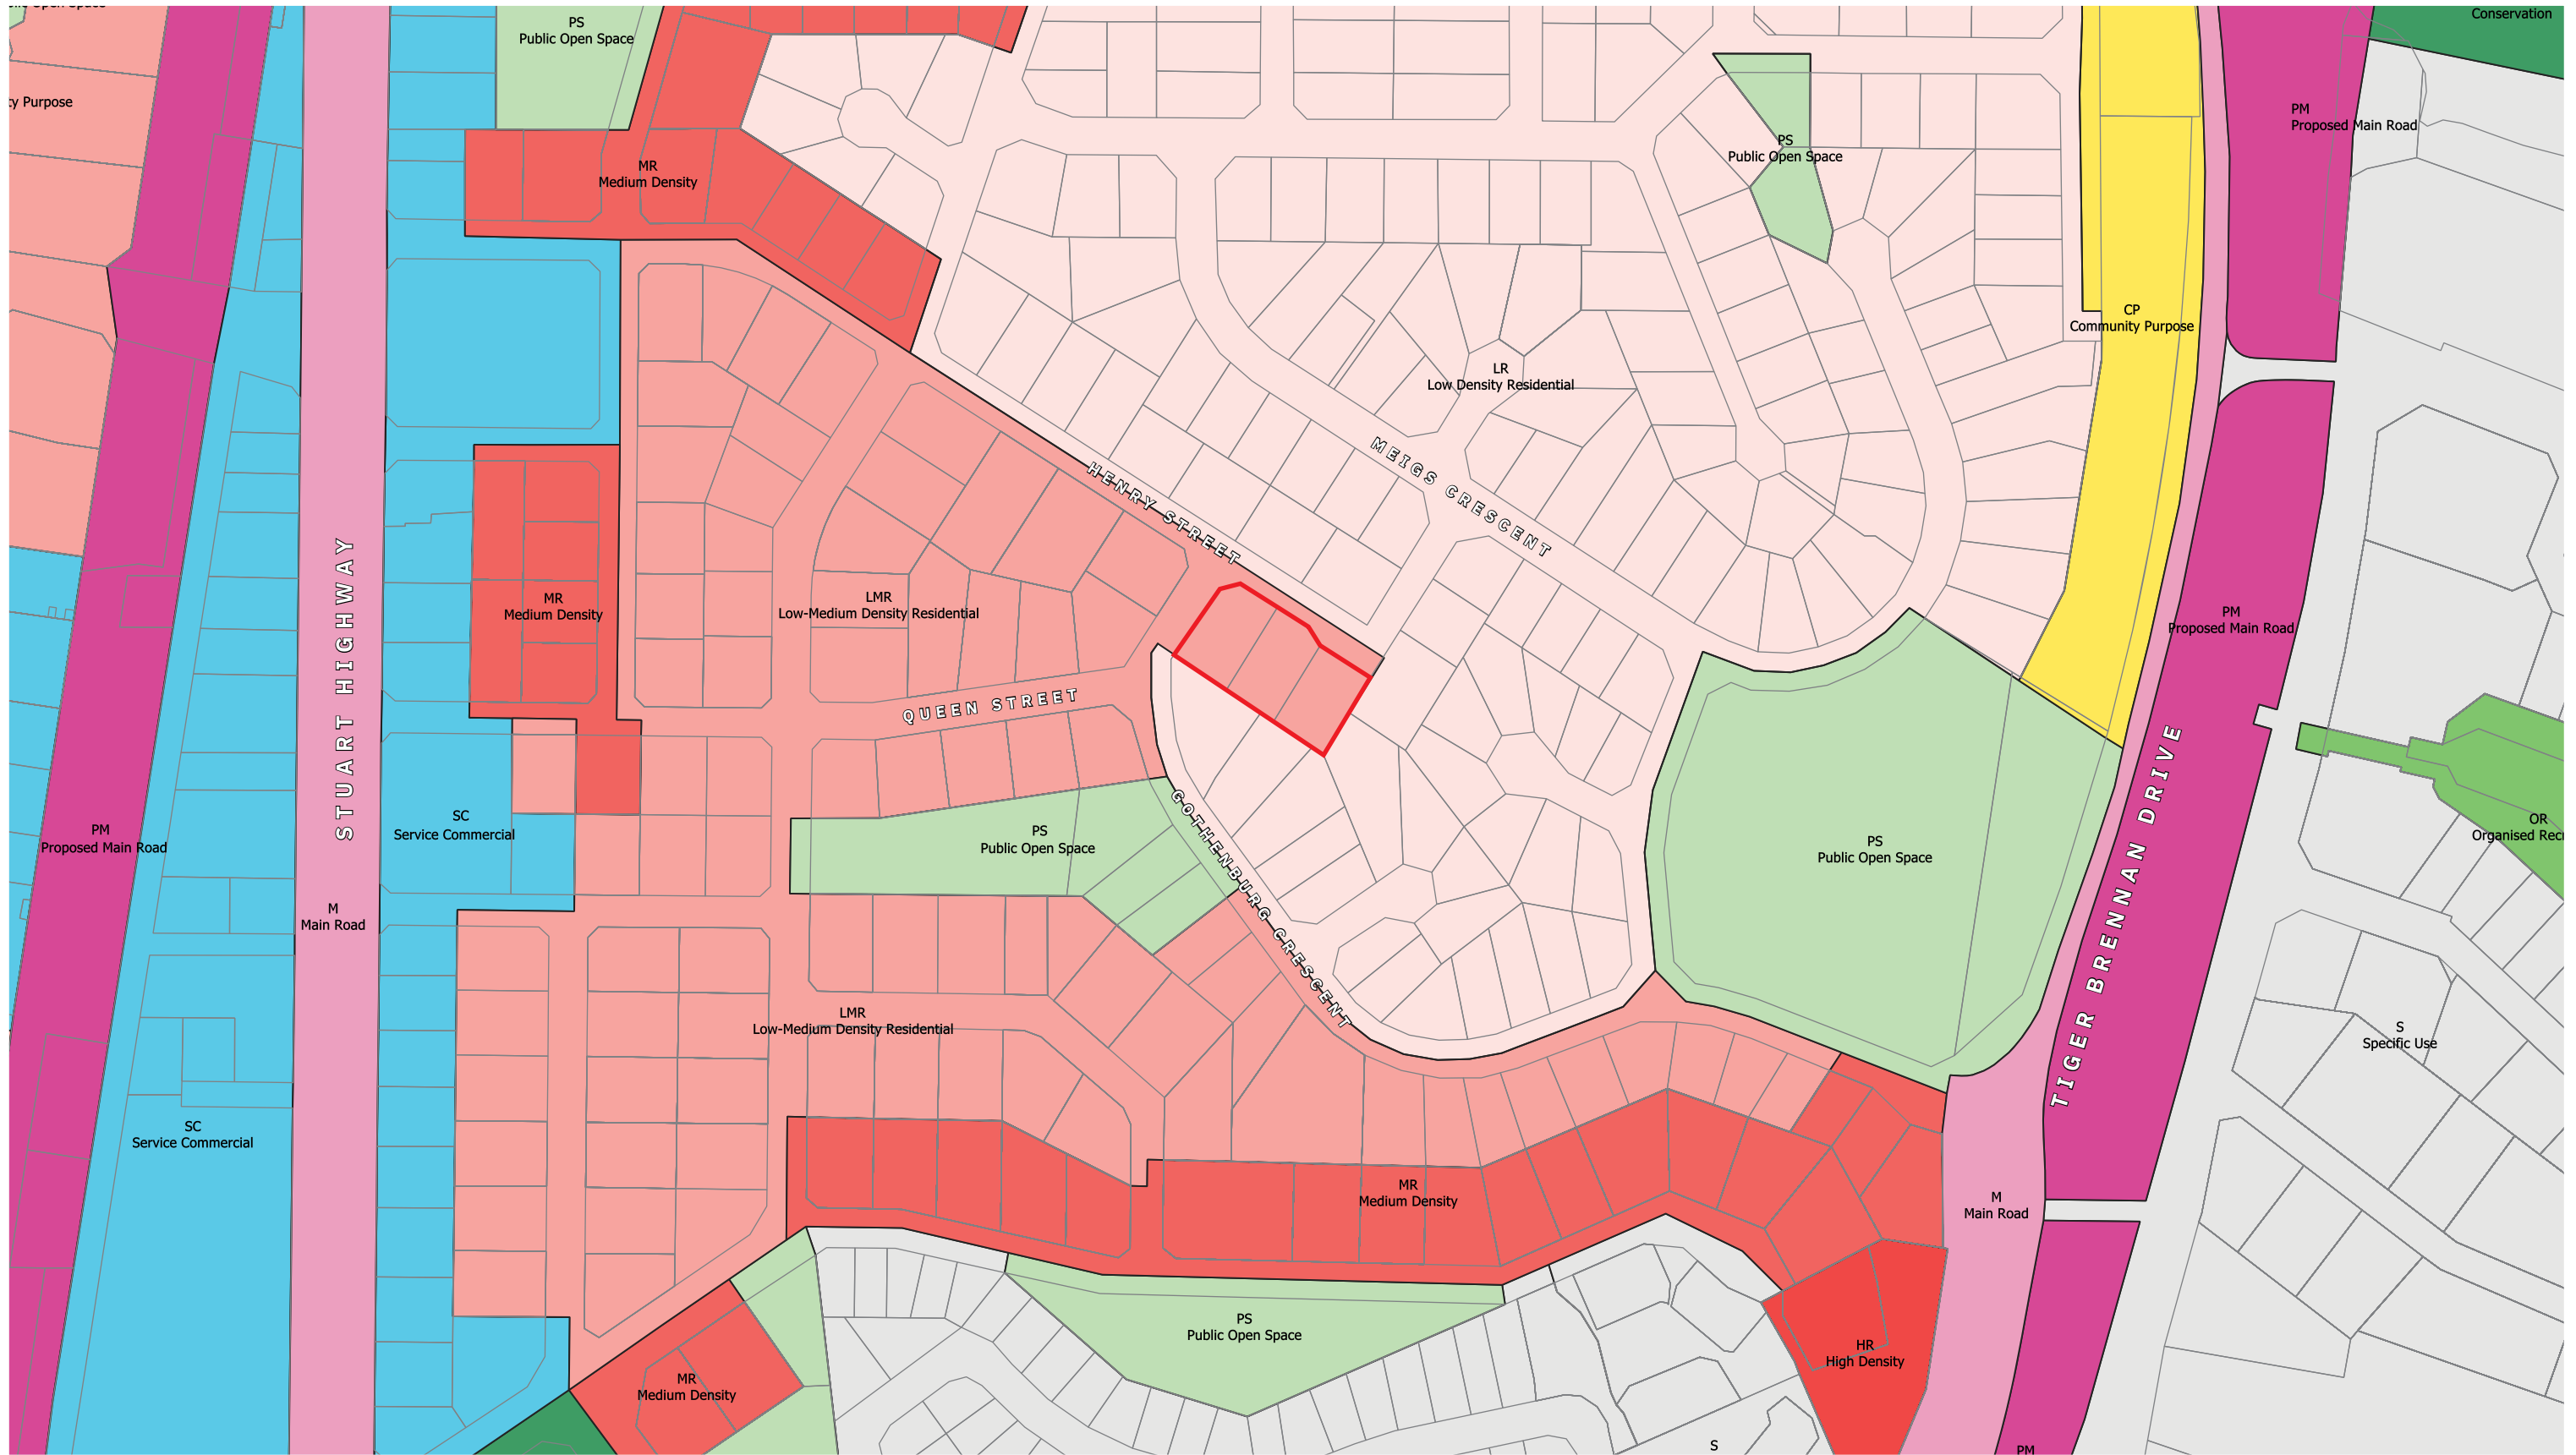 PS
Public Open Space
Conservation
cy Purpose
PM
Proposed Main Road
MR
Medium Density
PS
Public Open Space
CP
Community Purpose
LR
Low Density Residential
MEIGS CRESCENT
HENRY STREET
STUART HIGHWAY
MR
Medium Density
LMR
Low-Medium Density Residential
PM
Proposed Main Road
QUEEN STREET
SC
Service Commercial
PM
Proposed Main Road
PS
Public Open Space
GOTHENBURG CRESCENT
PS
Public Open Space
TIGER BRENNAN DRIVE
OR
Organised Recr
M
Main Road
LMR
Low-Medium Density Residential
S
Specific Use
SC
Service Commercial
MR
Medium Density
M
Main Road
PS
Public Open Space
HR
High Density
MR
Medium Density
S
PM